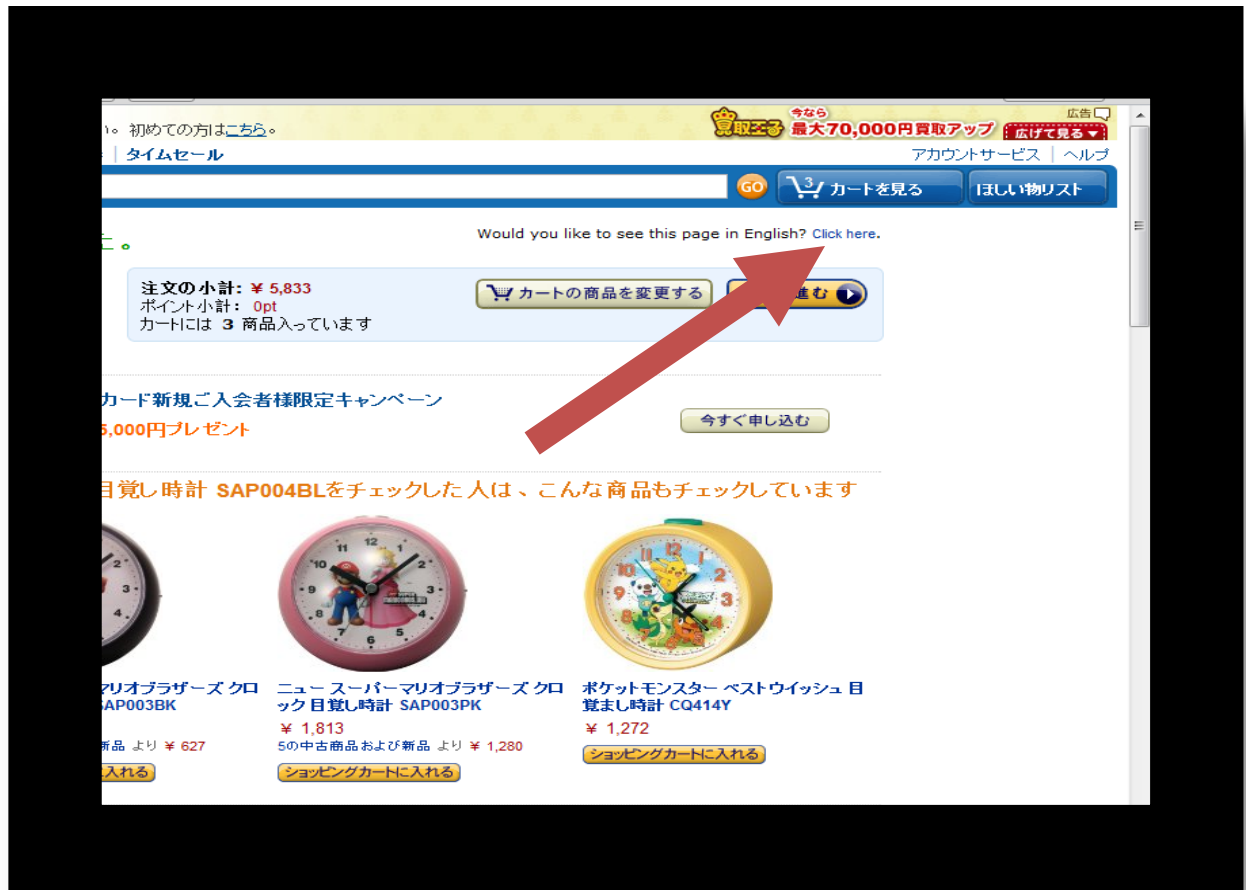 い。初めての方はこちら。
今なら
買取王子 最大70,000円買取アップ
広告
広げて見る▼
タイムセール
アカウントサービス | ヘルプ
GO
3 カートを見る
ほしい物リスト
た。
Would you like to see this page in English? Click here.
注文の小計: ¥ 5,833
ポイント小計: 0pt
カートには 3 商品入っています
カートの商品を変更する
進む
カード新規ご入会者様限定キャンペーン
5,000円プレゼント
今すぐ申し込む
目覚し時計 SAP004BLをチェックした人は、こんな商品もチェックしています
マリオブラザーズ クロ
SAP003BK
新品 より ¥ 627
に入れる
ニュー スーパーマリオブラザーズ クロ
ック 目覚し時計 SAP003PK
¥ 1,813
5の中古商品および新品 より ¥ 1,280
ショッピングカートに入れる
ポケットモンスター ベストウイッシュ 目
覚まし時計 CQ414Y
¥ 1,272
ショッピングカートに入れる